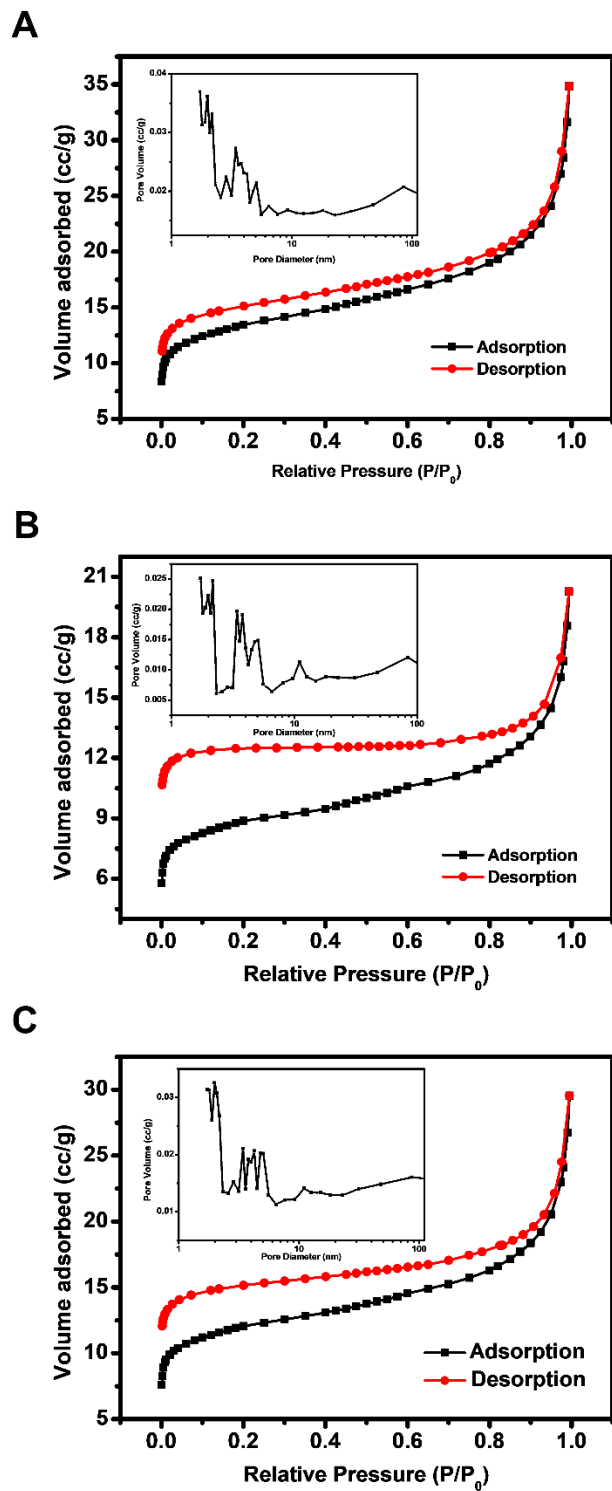 A
35
30
25
20
15
10
5
Volume adsorbed (cc/g)
0.04
0.03
0.02
Pore Volume (cc/g)
1 10 100
Pore Diameter (nm)
Adsorption
Desorption
0.0 0.2 0.4 0.6 0.8 1.0
Relative Pressure (P/P0)
B
21
18
15
12
9
6
Volume adsorbed (cc/g)
0.025
0.020
0.015
0.010
0.005
Pore Volume (cc/g)
1 10 100
Pore Diameter (nm)
Adsorption
Desorption
0.0 0.2 0.4 0.6 0.8 1.0
Relative Pressure (P/P0)
C
30
25
20
15
10
5
Volume adsorbed (cc/g)
0.03
0.02
0.01
Pore Volume (cc/g)
1 10 100
Pore Diameter (nm)
Adsorption
Desorption
0.0 0.2 0.4 0.6 0.8 1.0
Relative Pressure (P/P0)